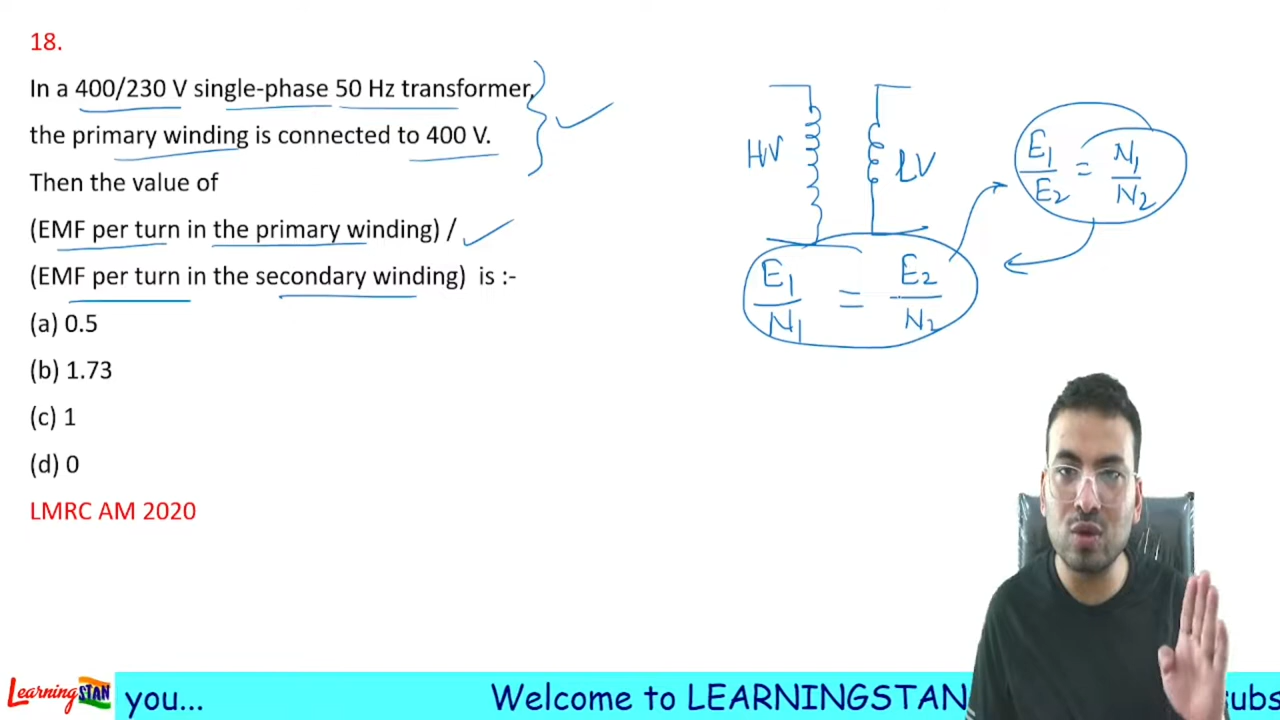 18.
In a 400/230 V single-phase 50 Hz transformer,
the primary winding is connected to 400 V.
Then the value of
(EMF per turn in the primary winding) /
(EMF per turn in the secondary winding) is :-
(a) 0.5
(b) 1.73
(c) 1
(d) 0
LMRC AM 2020
HV
LV
E1/E2 = N1/N2
E1/N1 = E2/N2
LearningSTAN
you...
Welcome to LEARNINGSTAN
subs